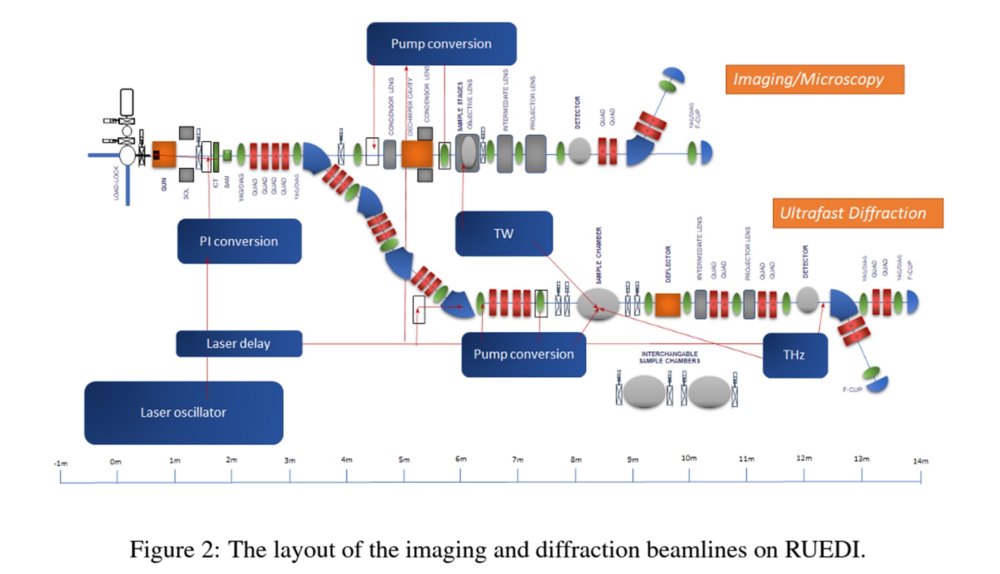 Pump conversion
Imaging/Microscopy
CONDENSOR LENS
DECHIRPER CAVITY
CONDENSOR LENS
SAMPLE STAGES
OBJECTIVE LENS
INTERMEDIATE LENS
PROJECTOR LENS
DETECTOR
QUAD
QUAD
YAG/DIAG
F-CUP
LOAD-LOCK
GUN
SOL
ICT
BAM
YAG/DIAG
QUAD
QUAD
QUAD
QUAD
YAG/DIAG
Ultrafast Diffraction
PI conversion
TW
SAMPLE CHAMBER
DEFLECTOR
INTERMEDIATE LENS
QUAD
QUAD
PROJECTOR LENS
QUAD
QUAD
DETECTOR
YAG/DIAG
QUAD
QUAD
YAG/DIAG
F-CUP
Laser delay
Pump conversion
THz
INTERCHANGABLE
SAMPLE CHAMBERS
F-CUP
Laser oscillator
-1m 0m 1m 2m 3m 4m 5m 6m 7m 8m 9m 10m 11m 12m 13m 14m
Figure 2: The layout of the imaging and diffraction beamlines on RUEDI.